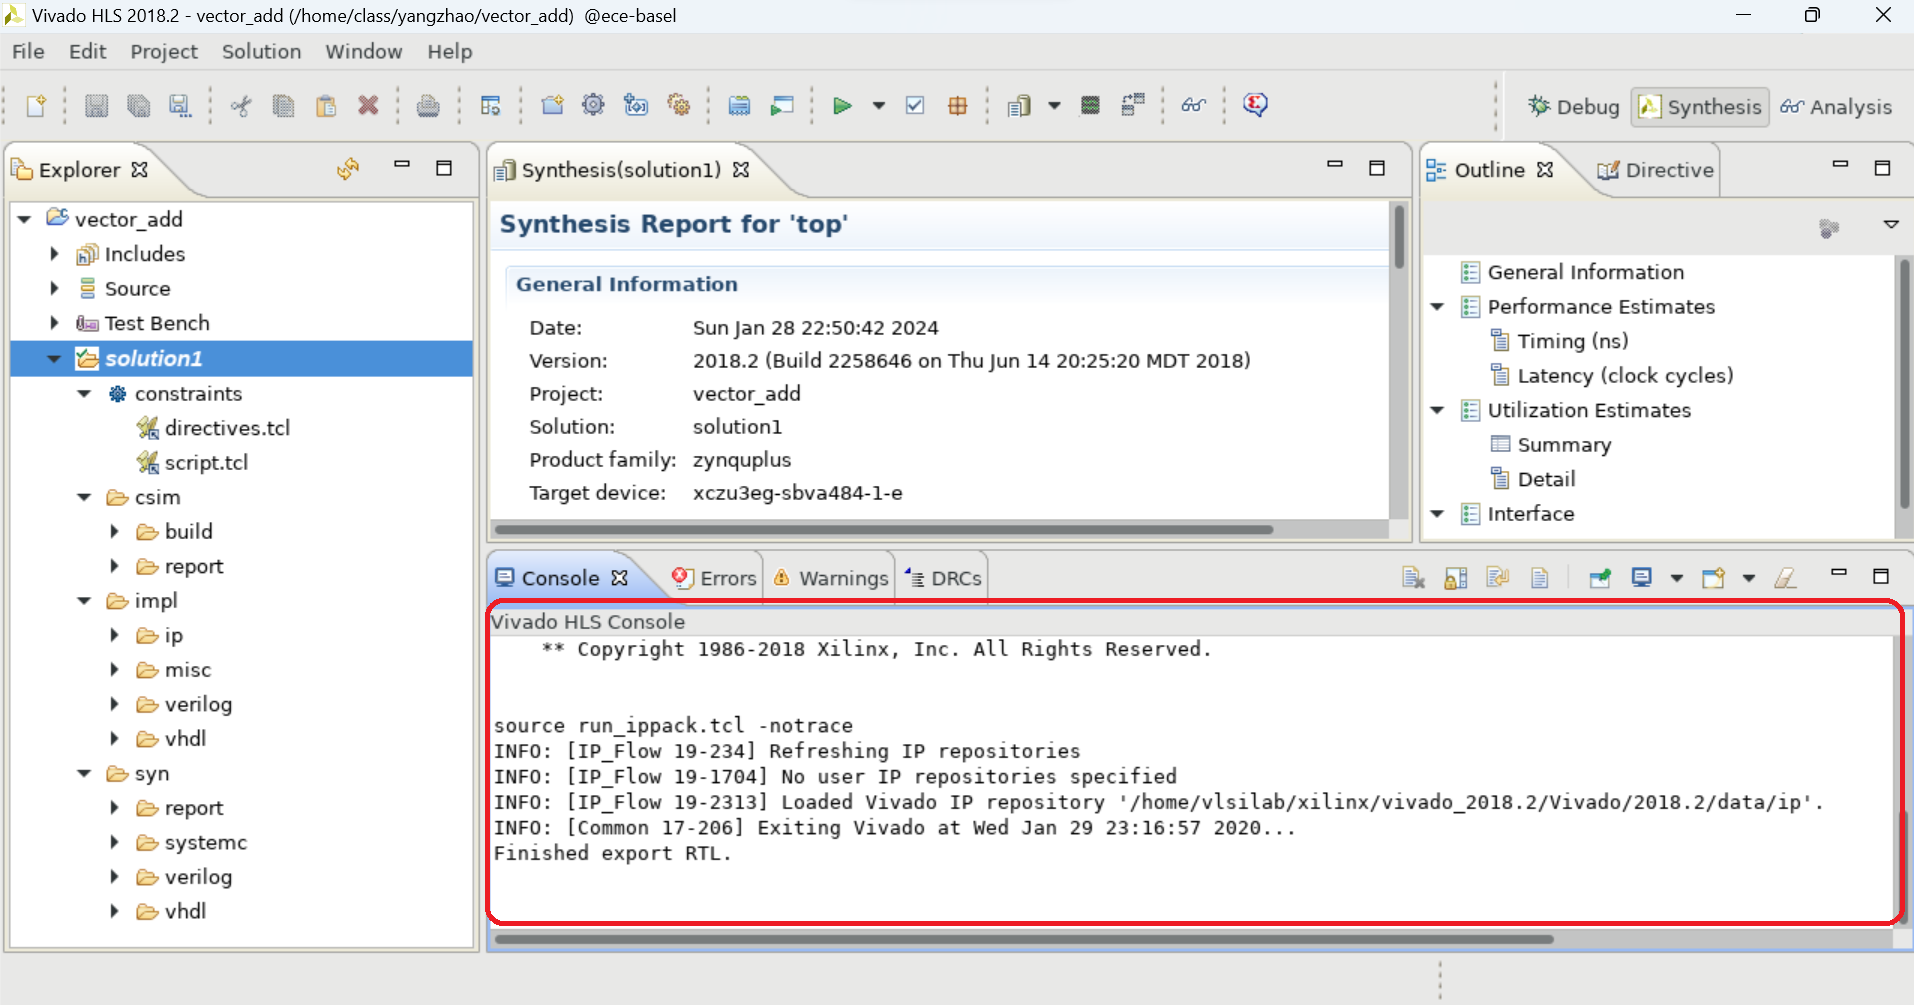 Vivado HLS 2018.2 - vector_add (/home/class/yangzhao/vector_add) @ece-basel
File Edit Project Solution Window Help
Debug Synthesis Analysis
Explorer
vector_add
Includes
Source
Test Bench
solution1
constraints
directives.tcl
script.tcl
csim
build
report
impl
ip
misc
verilog
vhdl
syn
report
systemc
verilog
vhdl
Synthesis(solution1)
Synthesis Report for 'top'
General Information
Date: Sun Jan 28 22:50:42 2024
Version: 2018.2 (Build 2258646 on Thu Jun 14 20:25:20 MDT 2018)
Project: vector_add
Solution: solution1
Product family: zynquplus
Target device: xczu3eg-sbva484-1-e
Outline Directive
General Information
Performance Estimates
Timing (ns)
Latency (clock cycles)
Utilization Estimates
Summary
Detail
Interface
Console Errors Warnings DRCs
Vivado HLS Console
** Copyright 1986-2018 Xilinx, Inc. All Rights Reserved.
source run_ippack.tcl -notrace
INFO: [IP_Flow 19-234] Refreshing IP repositories
INFO: [IP_Flow 19-1704] No user IP repositories specified
INFO: [IP_Flow 19-2313] Loaded Vivado IP repository '/home/vlsilab/xilinx/vivado_2018.2/Vivado/2018.2/data/ip'.
INFO: [Common 17-206] Exiting Vivado at Wed Jan 29 23:16:57 2020...
Finished export RTL.